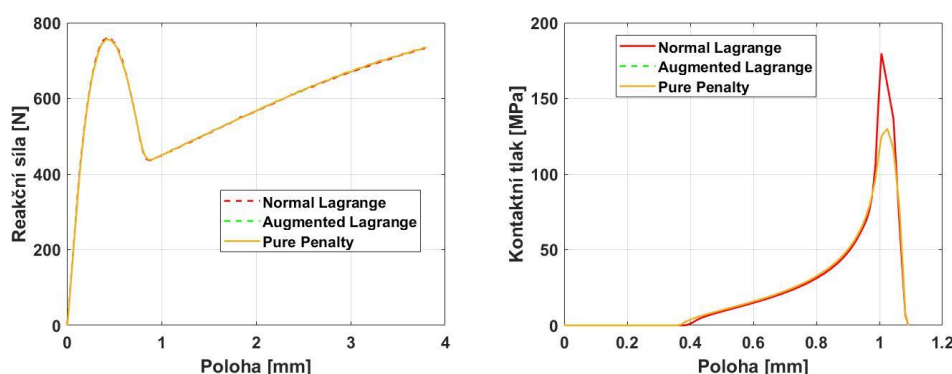 800
600
400
200
0
0
1
2
3
4
Reakční síla [N]
Poloha [mm]
Normal Lagrange
Augmented Lagrange
Pure Penalty
200
150
100
50
0
0
0.2
0.4
0.6
0.8
1
1.2
Kontaktní tlak [MPa]
Poloha [mm]
Normal Lagrange
Augmented Lagrange
Pure Penalty